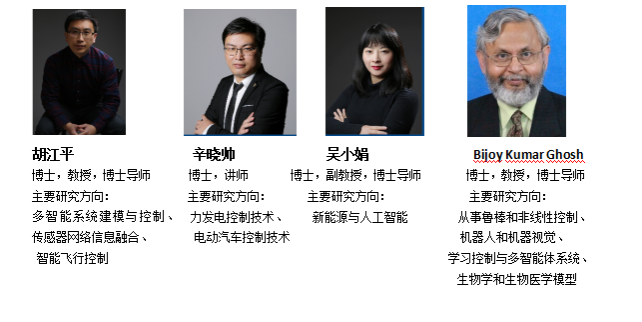 胡江平
博士，教授，博士导师
主要研究方向：
多智能系统建模与控制、
传感器网络信息融合、
智能飞行控制
辛晓帅
博士，讲师
主要研究方向：
力发电控制技术、
电动汽车控制技术
吴小娟
博士，副教授，博士导师
主要研究方向：
新能源与人工智能
Bijoy Kumar Ghosh
博士，教授，博士导师
主要研究方向：
从事鲁棒和非线性控制、
机器人和机器视觉、
学习控制与多智能体系统、
生物学和生物医学模型